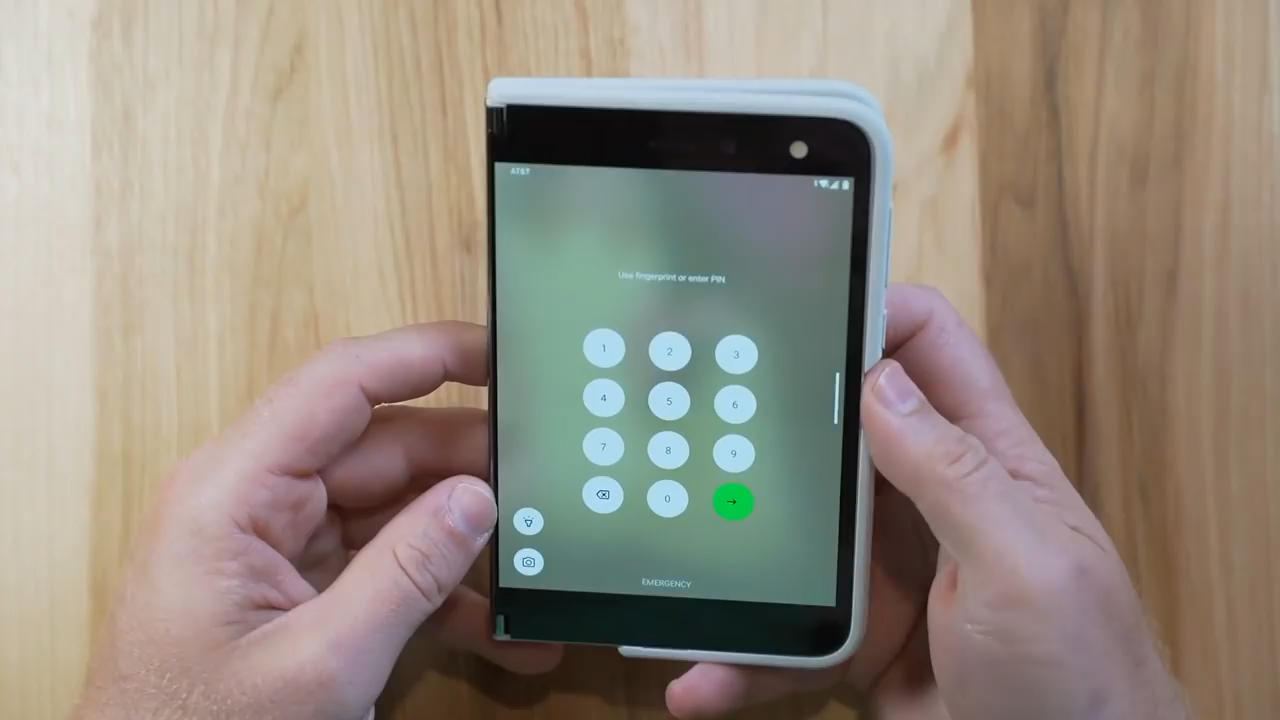 AT&T
Use fingerprint or enter PIN
1 2 3
4 5 6
7 8 9
0
EMERGENCY